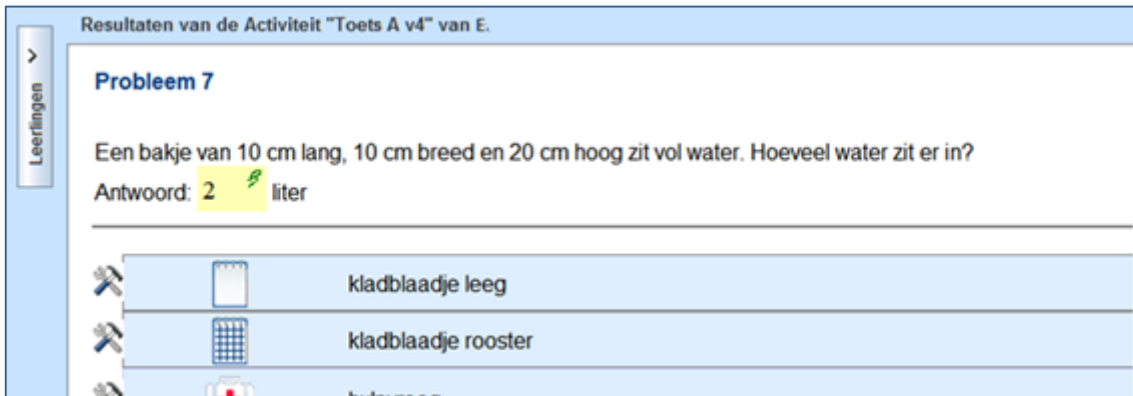 Resultaten van de Activiteit "Toets A v4" van E.
Leerlingen
Probleem 7
Een bakje van 10 cm lang, 10 cm breed en 20 cm hoog zit vol water. Hoeveel water zit er in?
Antwoord: 2 liter
kladblaadje leeg
kladblaadje rooster